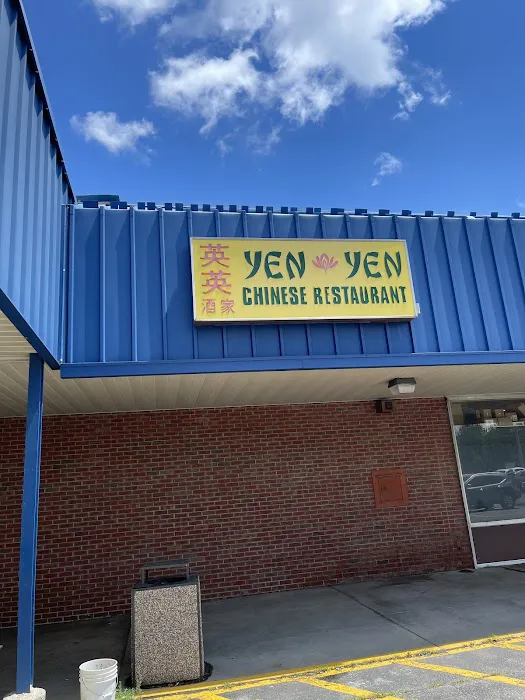 英
英
酒家
YEN YEN
CHINESE RESTAURANT